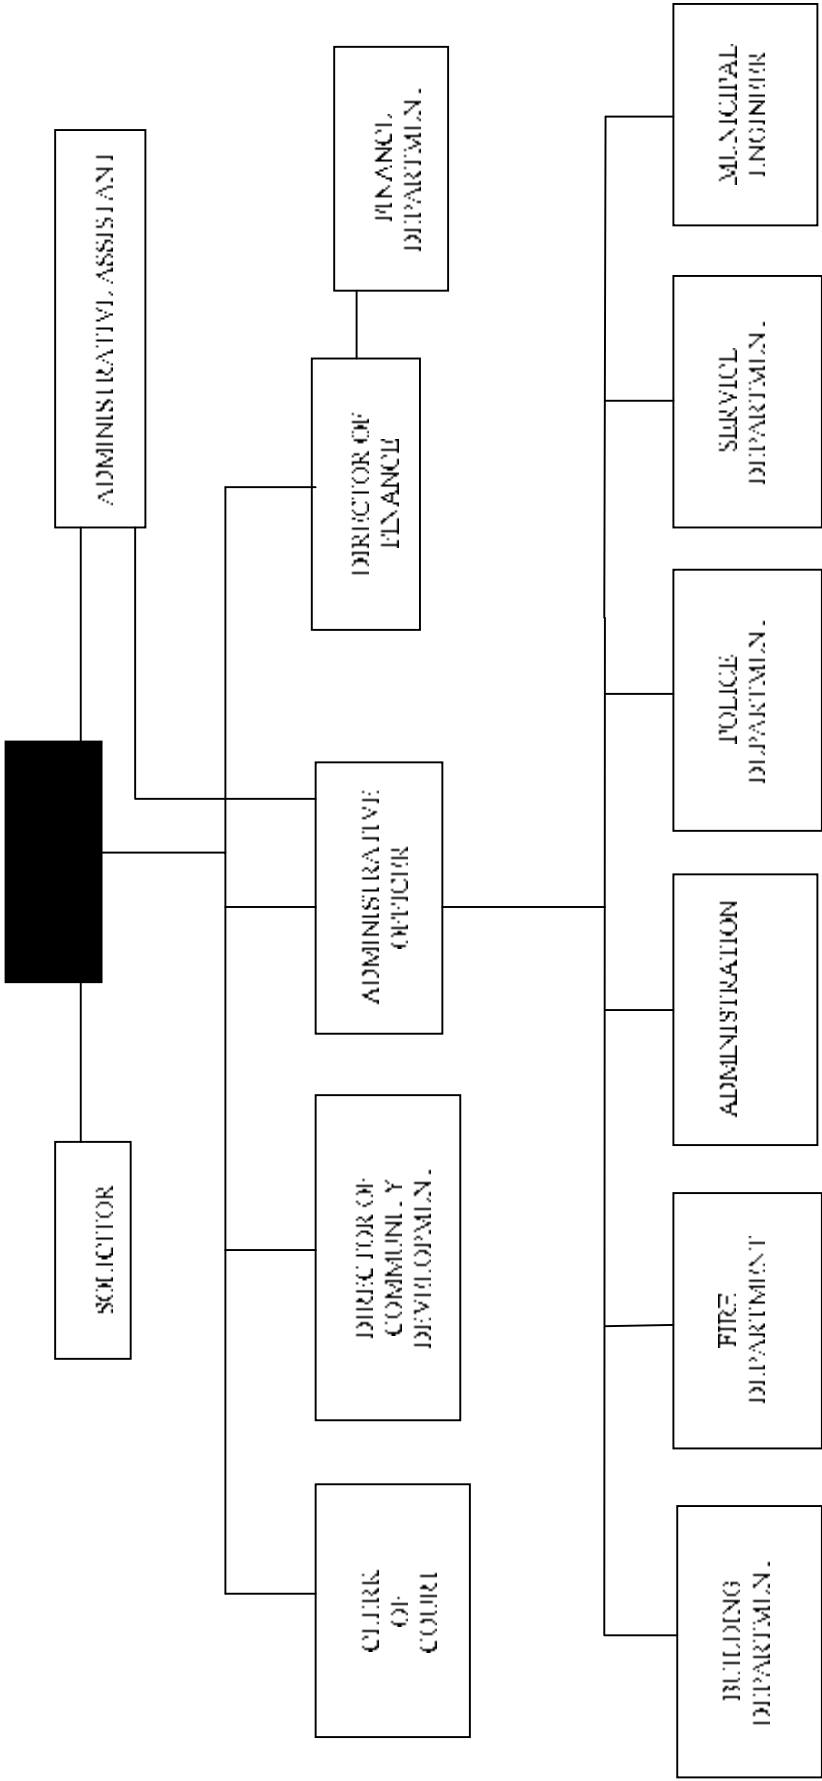 SOLICITOR
ADMINISTRATIVE ASSISTANT
CLERK
OF
COURT
DIRECTOR OF
COMMUNITY
DEVELOPMENT
ADMINISTRATIVE
OFFICER
DIRECTOR OF
FINANCE
FINANCE
DEPARTMENT
BUILDING
DEPARTMENT
FIRE
DEPARTMENT
ADMINISTRATION
POLICE
DEPARTMENT
SERVICE
DEPARTMENT
MUNICIPAL
ENGINEER